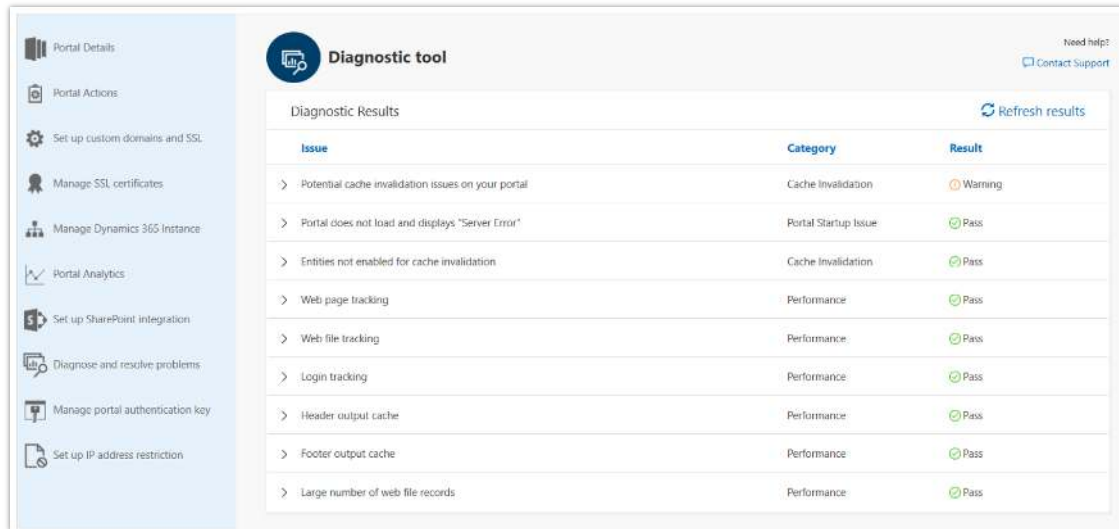 Portal Details
Portal Actions
Set up custom domains and SSL
Manage SSL certificates
Manage Dynamics 365 Instance
Portal Analytics
Set up SharePoint integration
Diagnose and resolve problems
Manage portal authentication key
Set up IP address restriction
Diagnostic tool
Need help?
Contact Support
Diagnostic Results
Refresh results
Issue Category Result
Potential cache invalidation issues on your portal Cache Invalidation Warning
Portal does not load and displays "Server Error" Portal Startup Issue Pass
Entities not enabled for cache invalidation Cache Invalidation Pass
Web page tracking Performance Pass
Web file tracking Performance Pass
Login tracking Performance Pass
Header output cache Performance Pass
Footer output cache Performance Pass
Large number of web file records Performance Pass